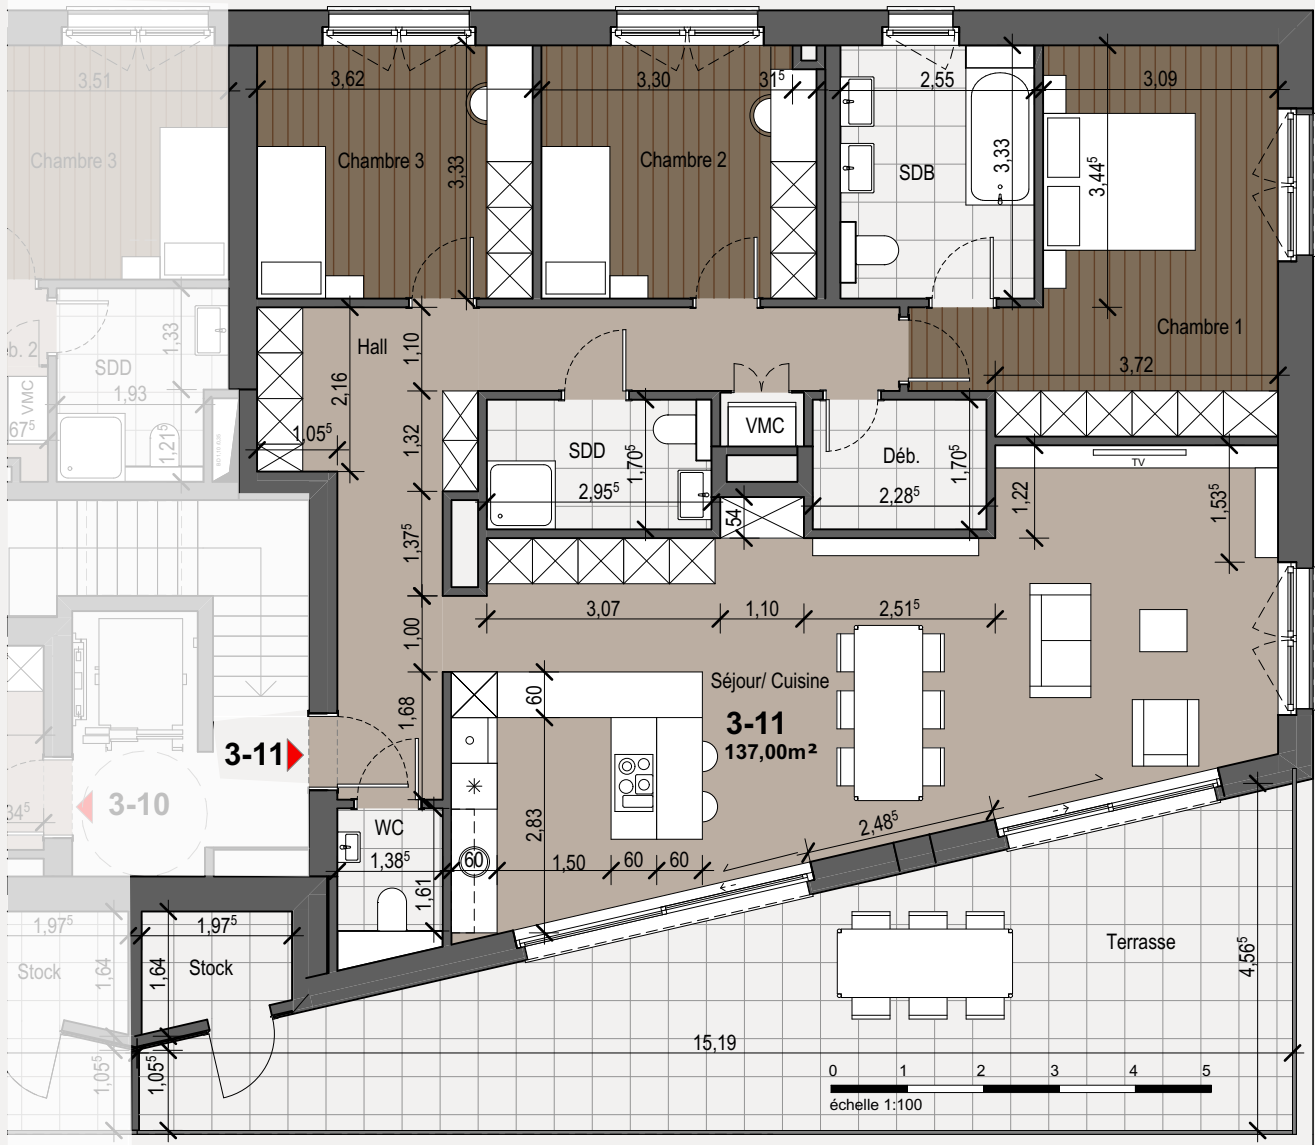 3,51
3,62
3,30
31⁵
2,55
3,09
Chambre 3
Chambre 3
3,33
Chambre 2
SDB
3,33
3,44⁵
Chambre 1
3,72
b. 2
VMC
67⁵
SDD
1,93
1,33
1,21⁵
Hall
1,10
2,16
1,32
1,05⁵
SDD
1,70⁵
2,95⁵
VMC
54
Déb.
1,70⁵
2,28⁵
TV
1,22
1,53⁵
1,37⁵
3,07
1,10
2,51⁵
1,00
60
1,68
Séjour/ Cuisine
3-11
137,00m²
3-11
3-10
34⁵
WC
1,38⁵
1,61
60
2,83
1,50
60
60
2,48⁵
1,97⁵
1,64
Stock
1,97⁵
1,64
Stock
1,05⁵
1,05⁵
Terrasse
4,56⁵
15,19
0 1 2 3 4 5
échelle 1:100